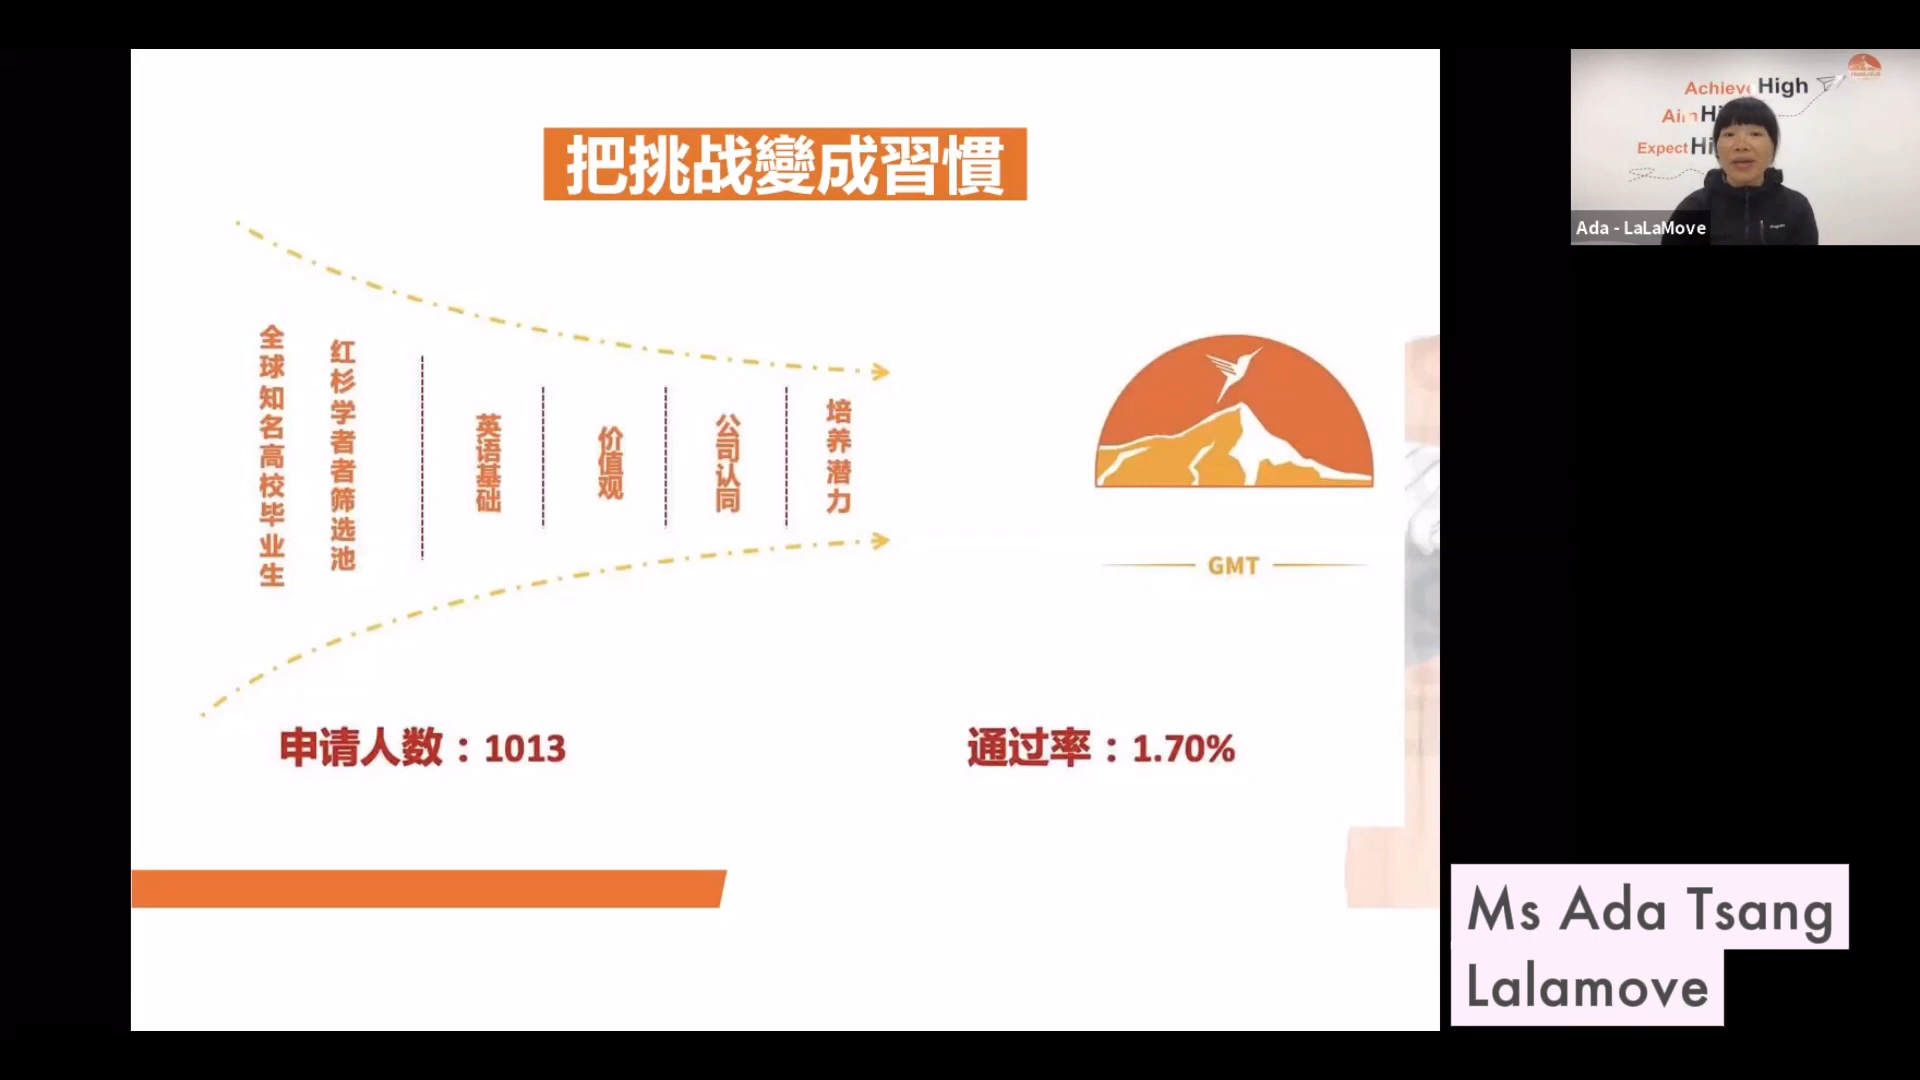 把挑战變成習慣
全球知名高校毕业生
红杉学者者筛选池
英语基础
价值观
公司认同
培养潜力
GMT
申请人数：1013
通过率：1.70%
Achieve High
Aim Hi
Expect Hi
Ada - LaLaMove
Ms Ada Tsang
Lalamove